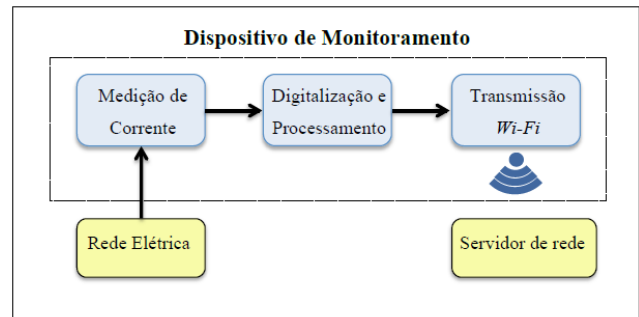 Dispositivo de Monitoramento
Medição de
Corrente
Digitalização e
Processamento
Transmissão
Wi-Fi
Rede Elétrica
Servidor de rede